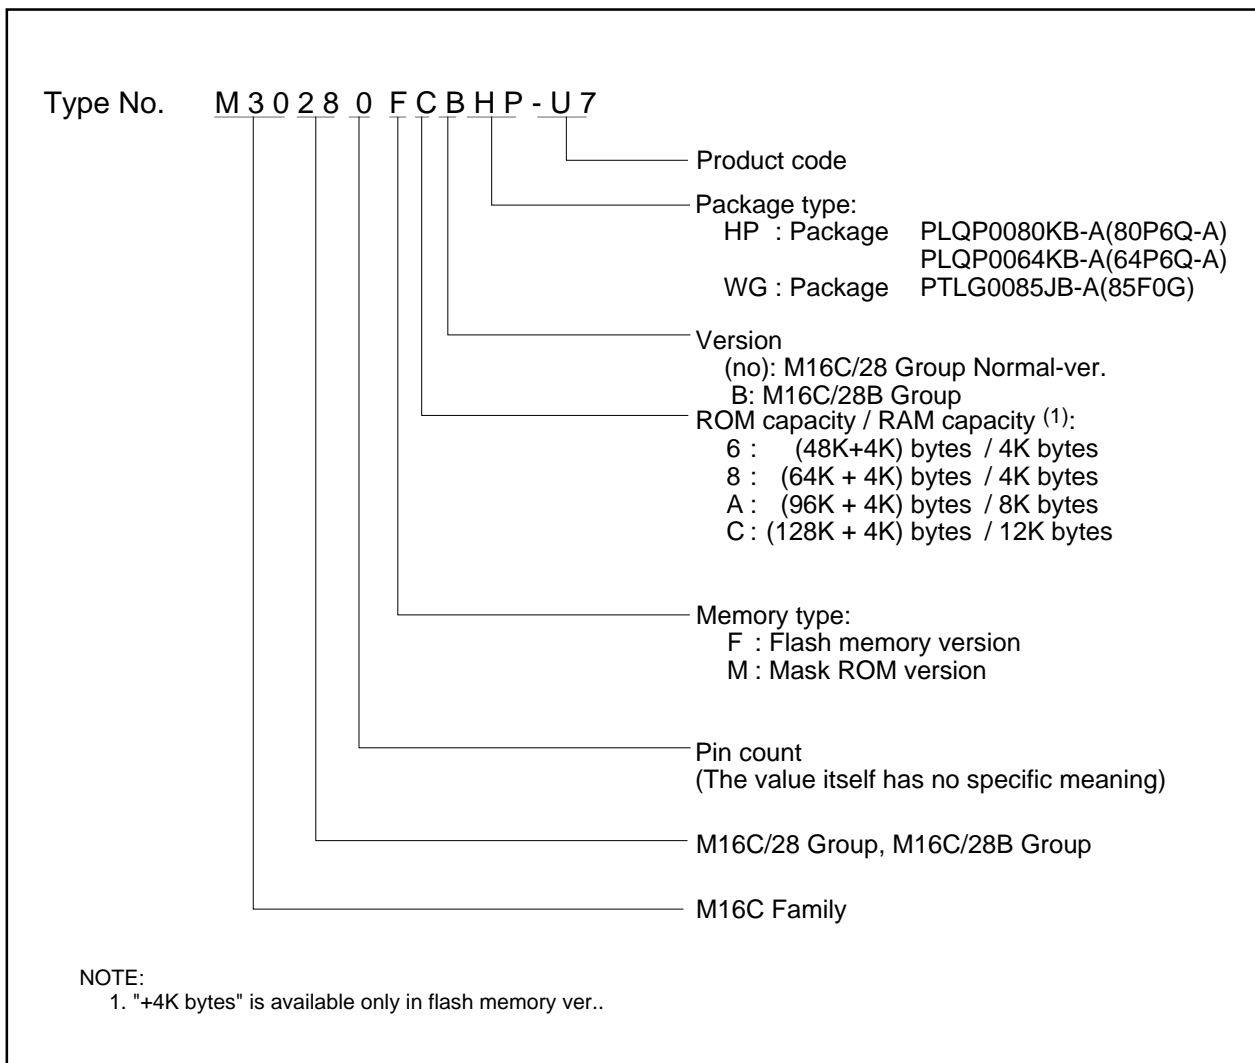 Type No. M 3 0 2 8 0 F C B H P - U 7
Product code
Package type:
HP : Package PLQP0080KB-A(80P6Q-A)
PLQP0064KB-A(64P6Q-A)
WG : Package PTLG0085JB-A(85F0G)
Version
(no): M16C/28 Group Normal-ver.
B: M16C/28B Group
ROM capacity / RAM capacity (1):
6 : (48K+4K) bytes / 4K bytes
8 : (64K + 4K) bytes / 4K bytes
A : (96K + 4K) bytes / 8K bytes
C : (128K + 4K) bytes / 12K bytes
Memory type:
F : Flash memory version
M : Mask ROM version
Pin count
(The value itself has no specific meaning)
M16C/28 Group, M16C/28B Group
M16C Family
NOTE:
1. "+4K bytes" is available only in flash memory ver..